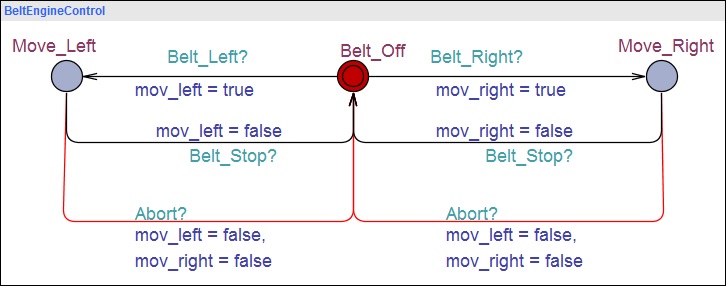 BeltEngineControl
Move_Left
Belt_Off
Move_Right
Belt_Left?
Belt_Right?
mov_left = true
mov_right = true
mov_left = false
mov_right = false
Belt_Stop?
Belt_Stop?
Abort?
Abort?
mov_left = false,
mov_left = false,
mov_right = false
mov_right = false